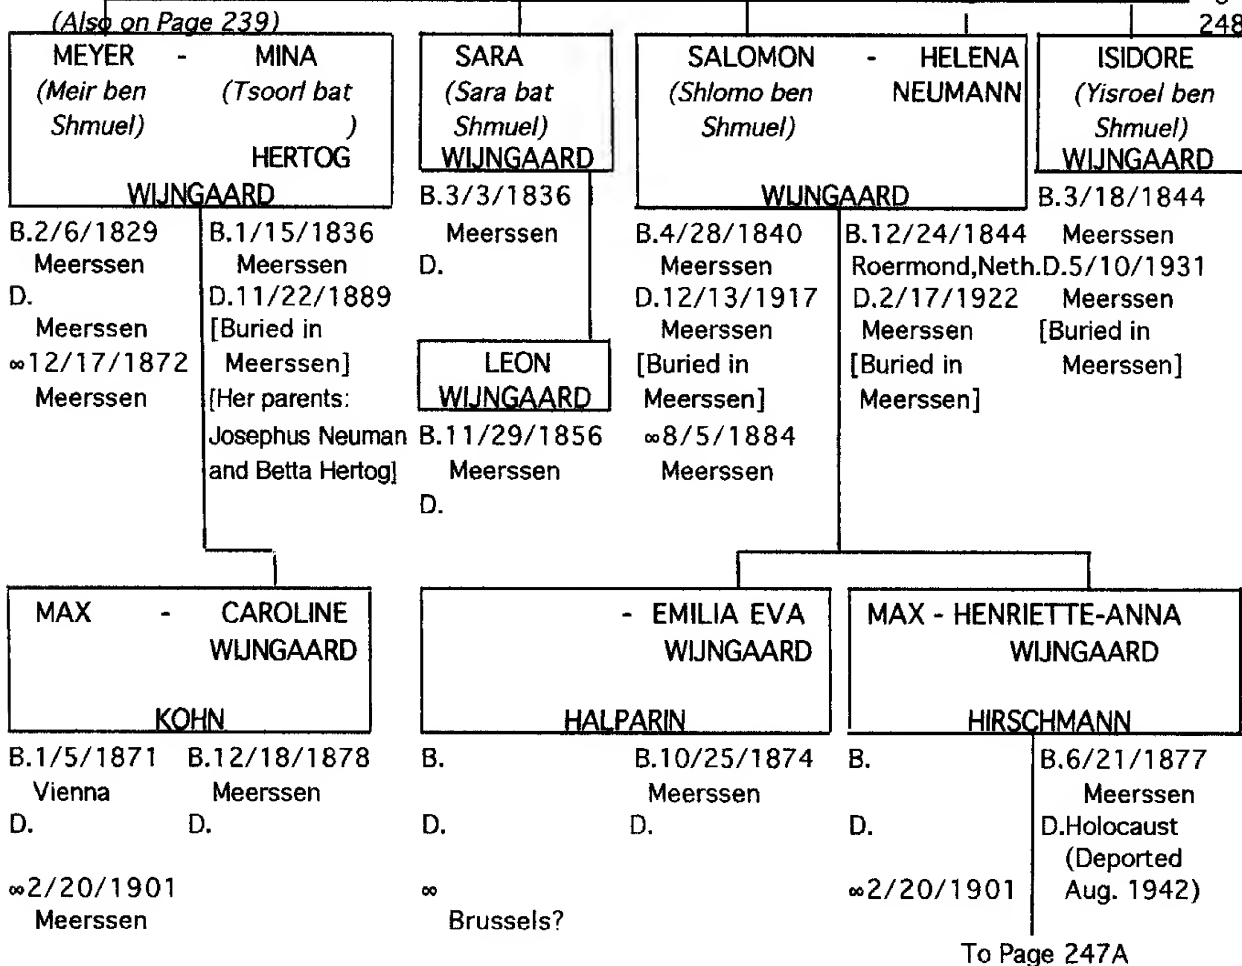 (Also on Page 239)
248
MEYER - MINA
(Meir ben (Tsoorl bat
Shmuel) )
HERTOG
WIJNGAARD
B.2/6/1829 B.1/15/1836
Meerssen Meerssen
D. D.11/22/1889
Meerssen [Buried in
∞12/17/1872 Meerssen]
Meerssen [Her parents:
Josephus Neuman
and Betta Hertog]
SARA
(Sara bat
Shmuel)
WIJNGAARD
B.3/3/1836
Meerssen
D.
LEON
WIJNGAARD
B.11/29/1856
Meerssen
D.
SALOMON - HELENA
(Shlomo ben NEUMANN
Shmuel)
WIJNGAARD
B.4/28/1840 B.12/24/1844
Meerssen Roermond,Neth.
D.12/13/1917 D.2/17/1922
Meerssen Meerssen
[Buried in [Buried in
Meerssen] Meerssen]
∞8/5/1884
Meerssen
ISIDORE
(Yisroel ben
Shmuel)
WIJNGAARD
B.3/18/1844
Meerssen
D.5/10/1931
Meerssen
[Buried in
Meerssen]
MAX - CAROLINE
WIJNGAARD
KOHN
B.1/5/1871 B.12/18/1878
Vienna Meerssen
D. D.
∞2/20/1901
Meerssen
- EMILIA EVA
WIJNGAARD
HALPARIN
B. B.10/25/1874
Meerssen
D. D.
∞
Brussels?
MAX - HENRIETTE-ANNA
WIJNGAARD
HIRSCHMANN
B. B.6/21/1877
Meerssen
D. D.Holocaust
(Deported
∞2/20/1901 Aug. 1942)
To Page 247A